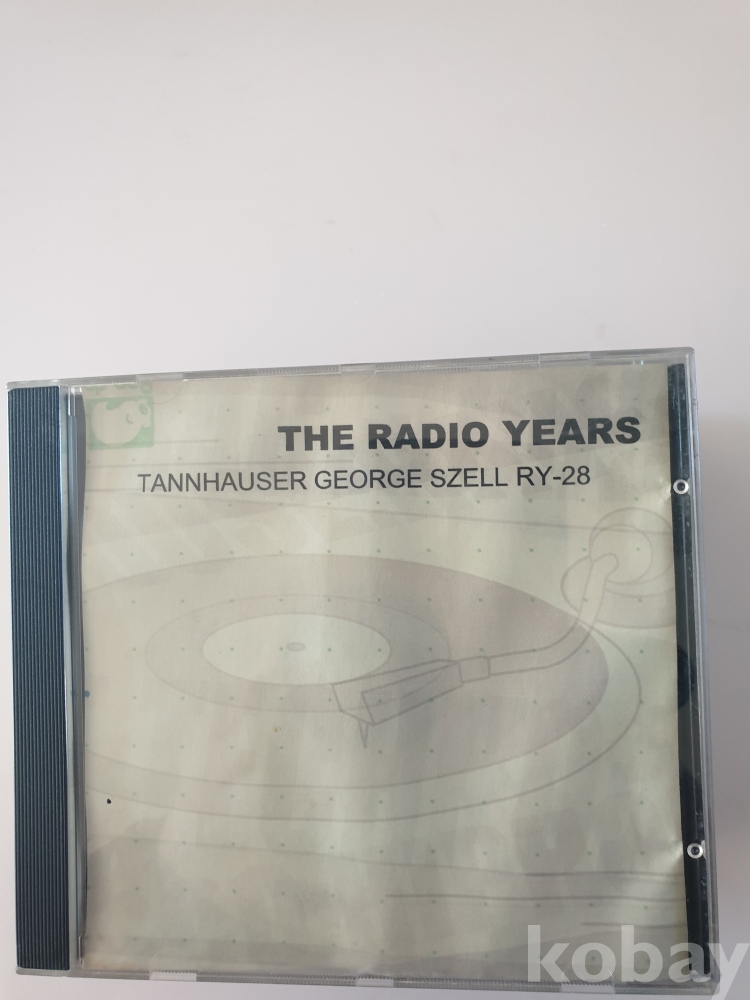 THE RADIO YEARS
TANNHAUSER GEORGE SZELL RY-28
kobay